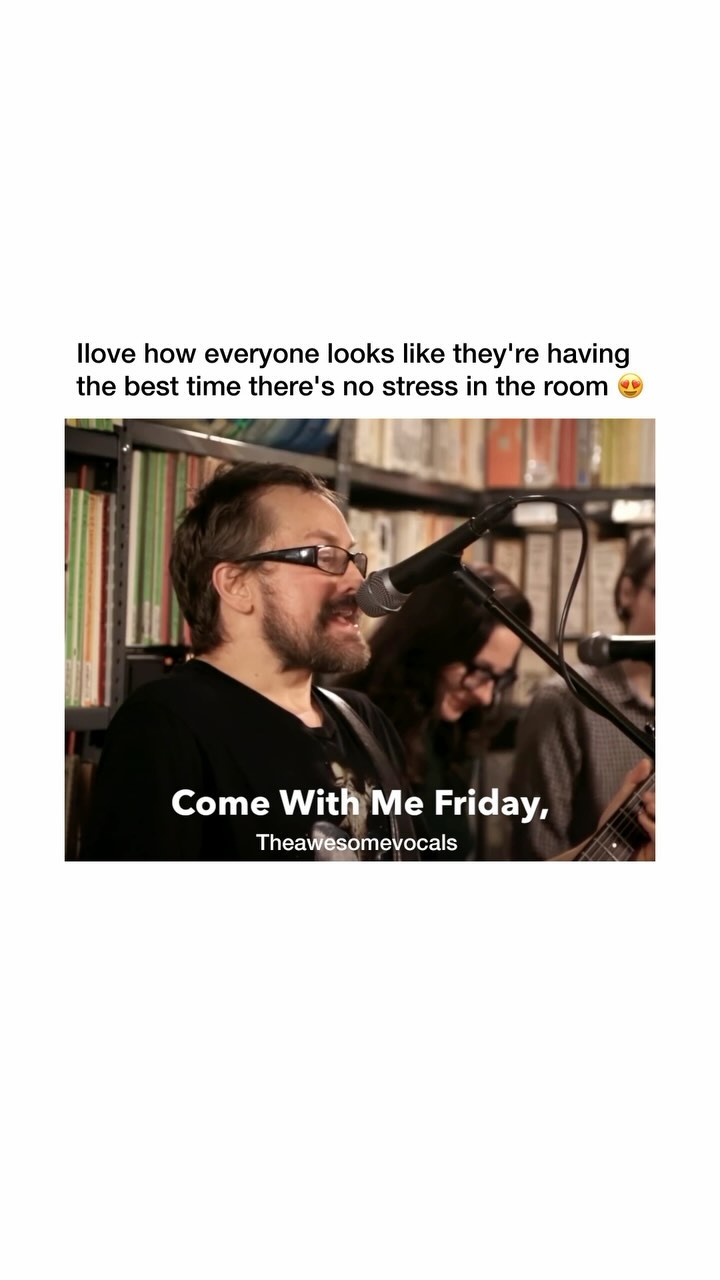 Ilove how everyone looks like they're having
the best time there's no stress in the room 😍
Come With Me Friday,
Theawesomevocals